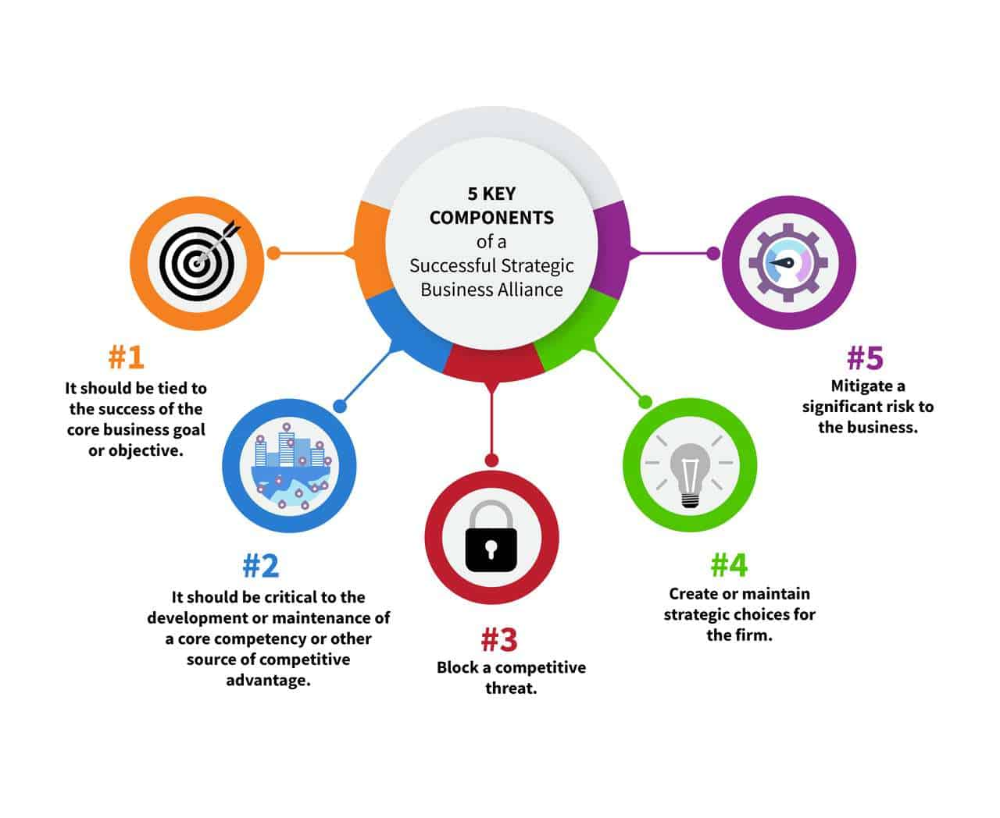 5 KEY
COMPONENTS
of a
Successful Strategic
Business Alliance
#1
It should be tied to
the success of the
core business goal
or objective.
#2
It should be critical to the
development or maintenance of
a core competency or other
source of competitive
advantage.
#3
Block a competitive
threat.
#4
Create or maintain
strategic choices for
the firm.
#5
Mitigate a
significant risk to
the business.